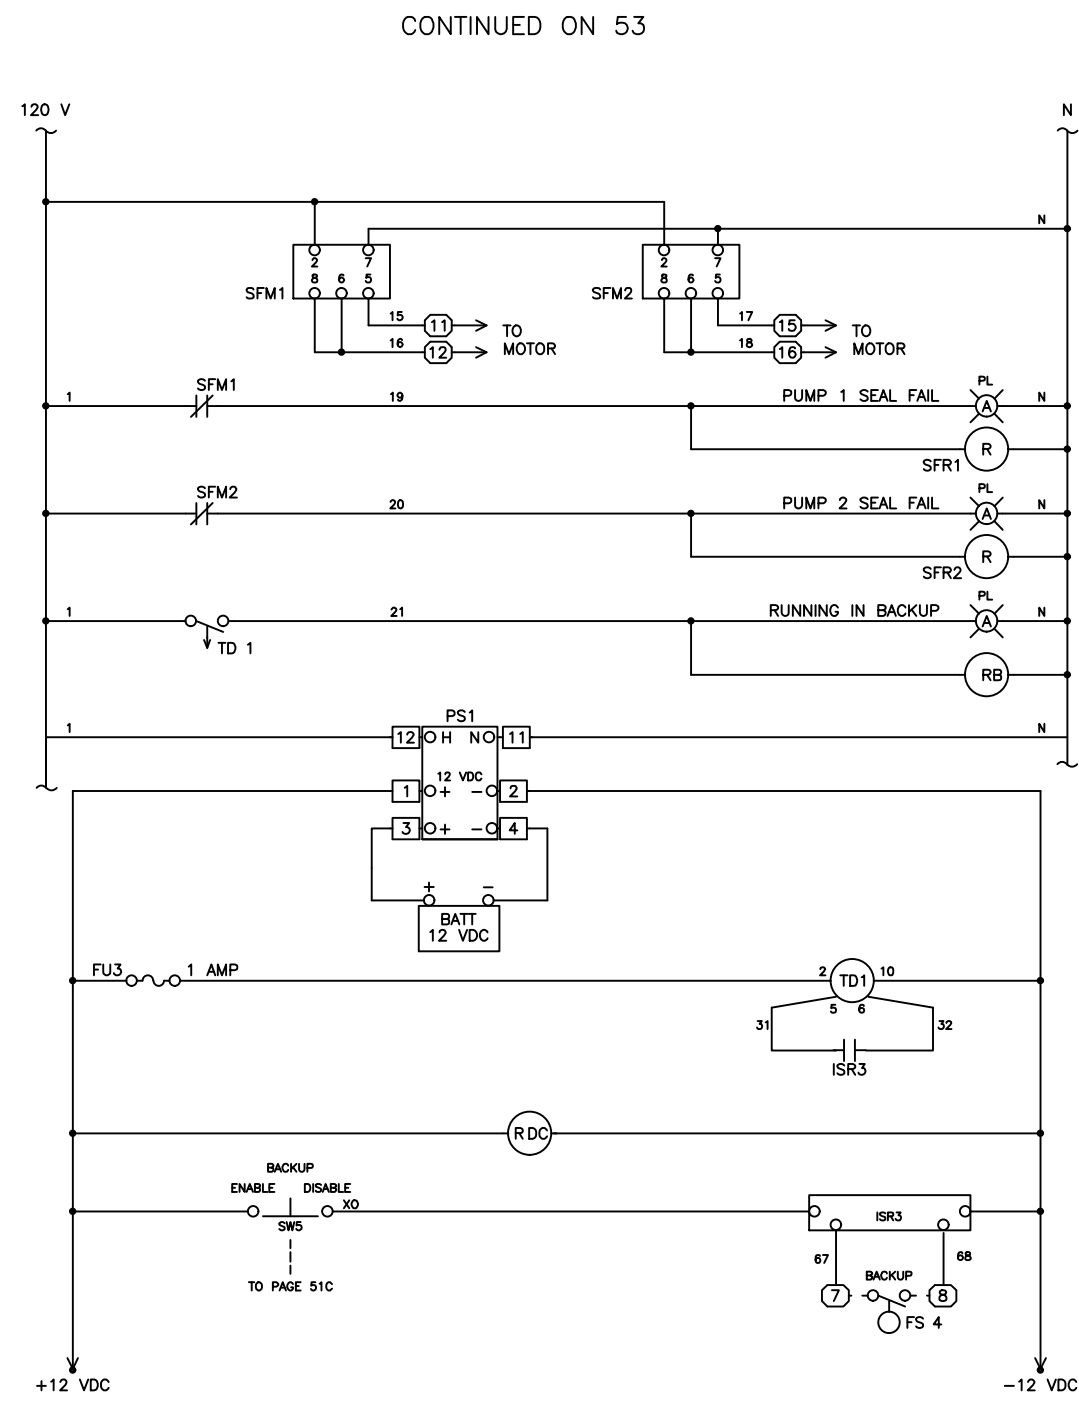 CONTINUED ON 53
120 V
N
N
2 7
8 6 5
SFM1
2 7
8 6 5
SFM2
15 11
16 12
TO
MOTOR
17 15
18 16
TO
MOTOR
1 SFM1 19 PUMP 1 SEAL FAIL PL A N
SFR1 R
SFM2 20 PUMP 2 SEAL FAIL PL A N
SFR2 R
1 TD 1 21 RUNNING IN BACKUP PL A N
RB
PS1
1 12 H N 11 N
12 VDC
1 + - 2
3 + - 4
+ -
BATT
12 VDC
FU3 1 AMP 2 TD1 10
5 6
31 32
ISR3
RDC
BACKUP
ENABLE DISABLE
XO
SW5
TO PAGE 51C
ISR3
67 68
BACKUP
7 8
FS 4
+12 VDC
-12 VDC